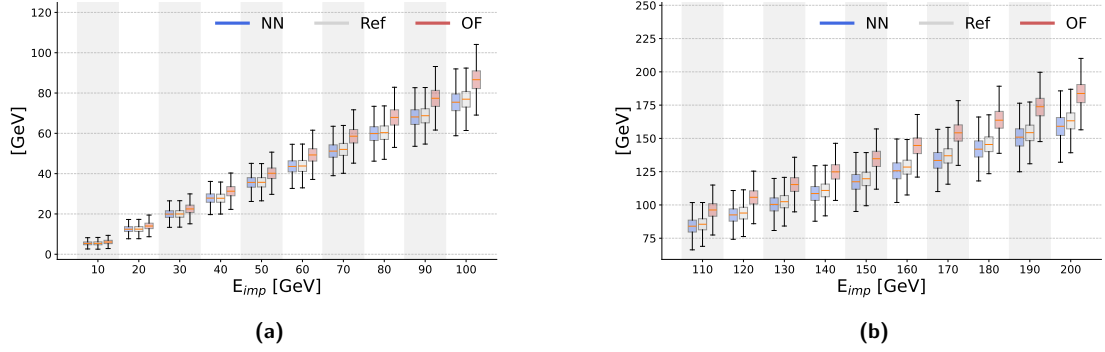 NN Ref OF
120
100
80
60
40
20
0
[GeV]
10 20 30 40 50 60 70 80 90 100
E_imp [GeV]
(a)
NN Ref OF
250
225
200
175
150
125
100
75
[GeV]
110 120 130 140 150 160 170 180 190 200
E_imp [GeV]
(b)